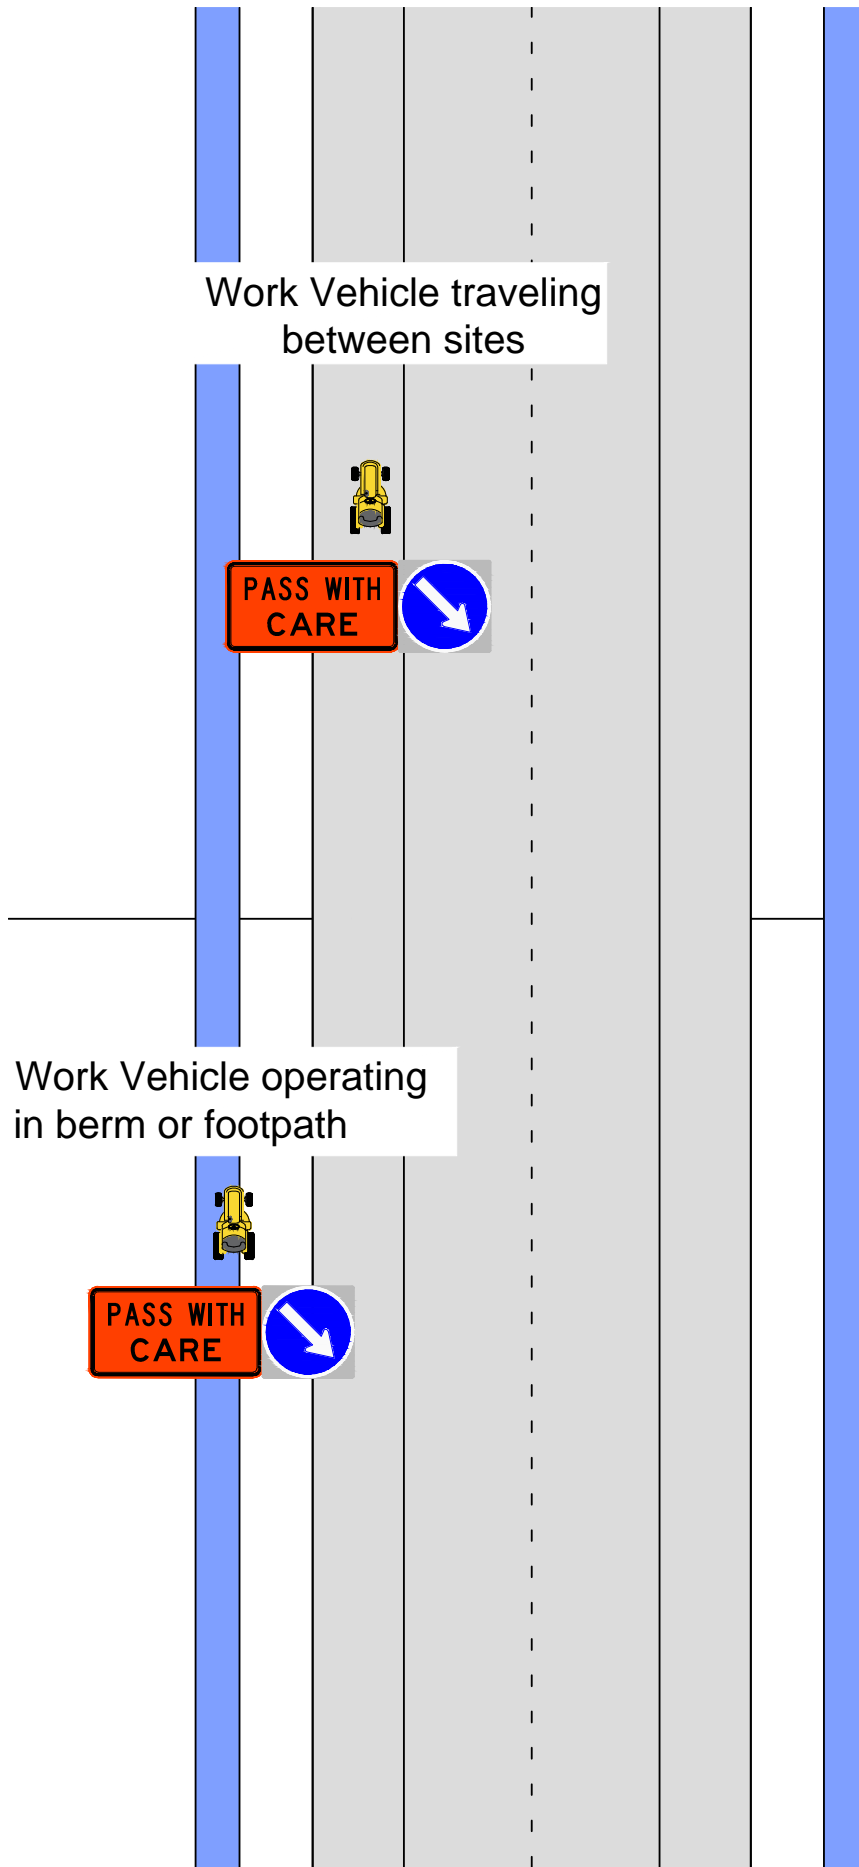 Work Vehicle traveling
between sites
PASS WITH
CARE
Work Vehicle operating
in berm or footpath
PASS WITH
CARE